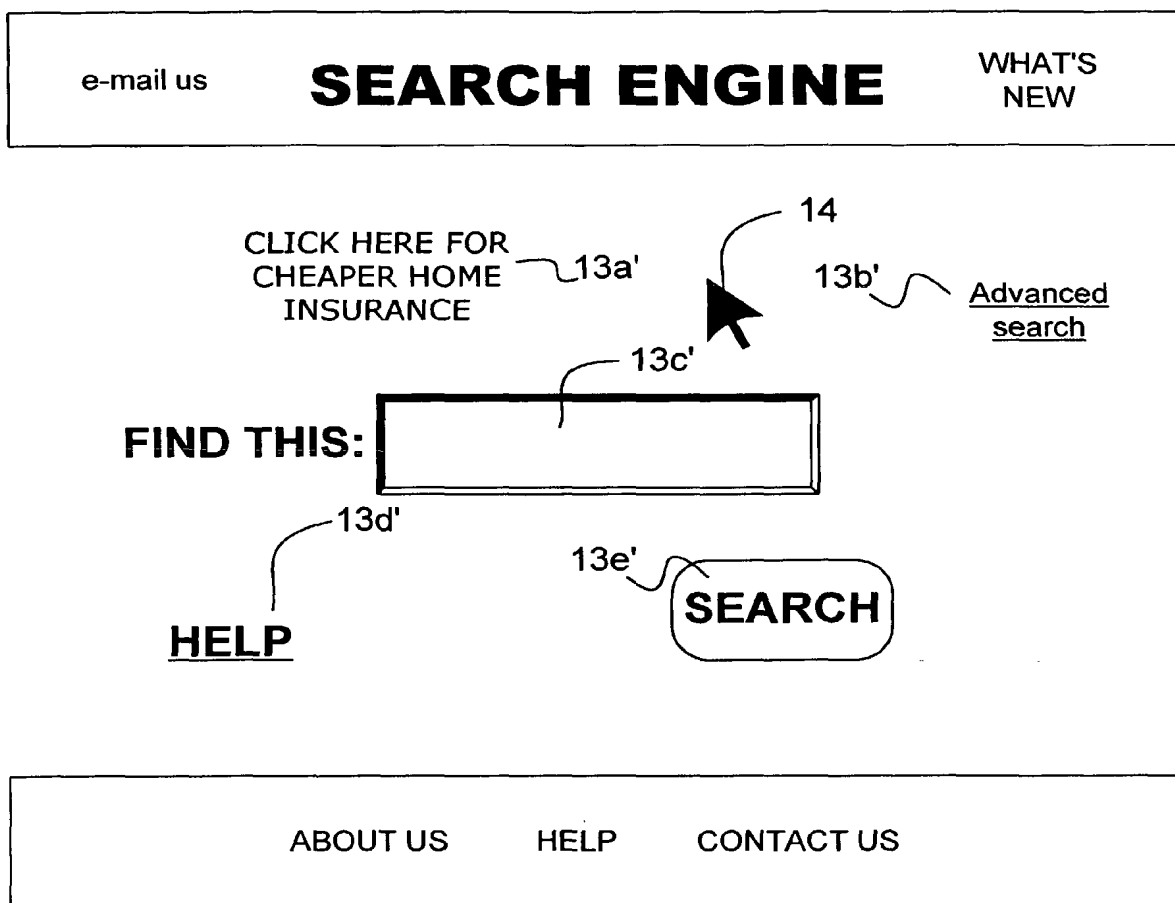 e-mail us
SEARCH ENGINE
WHAT'S
NEW
14
CLICK HERE FOR
CHEAPER HOME
INSURANCE
13a'
13b'
Advanced
search
13c'
FIND THIS:
13d'
13e'
SEARCH
HELP
ABOUT US HELP CONTACT US